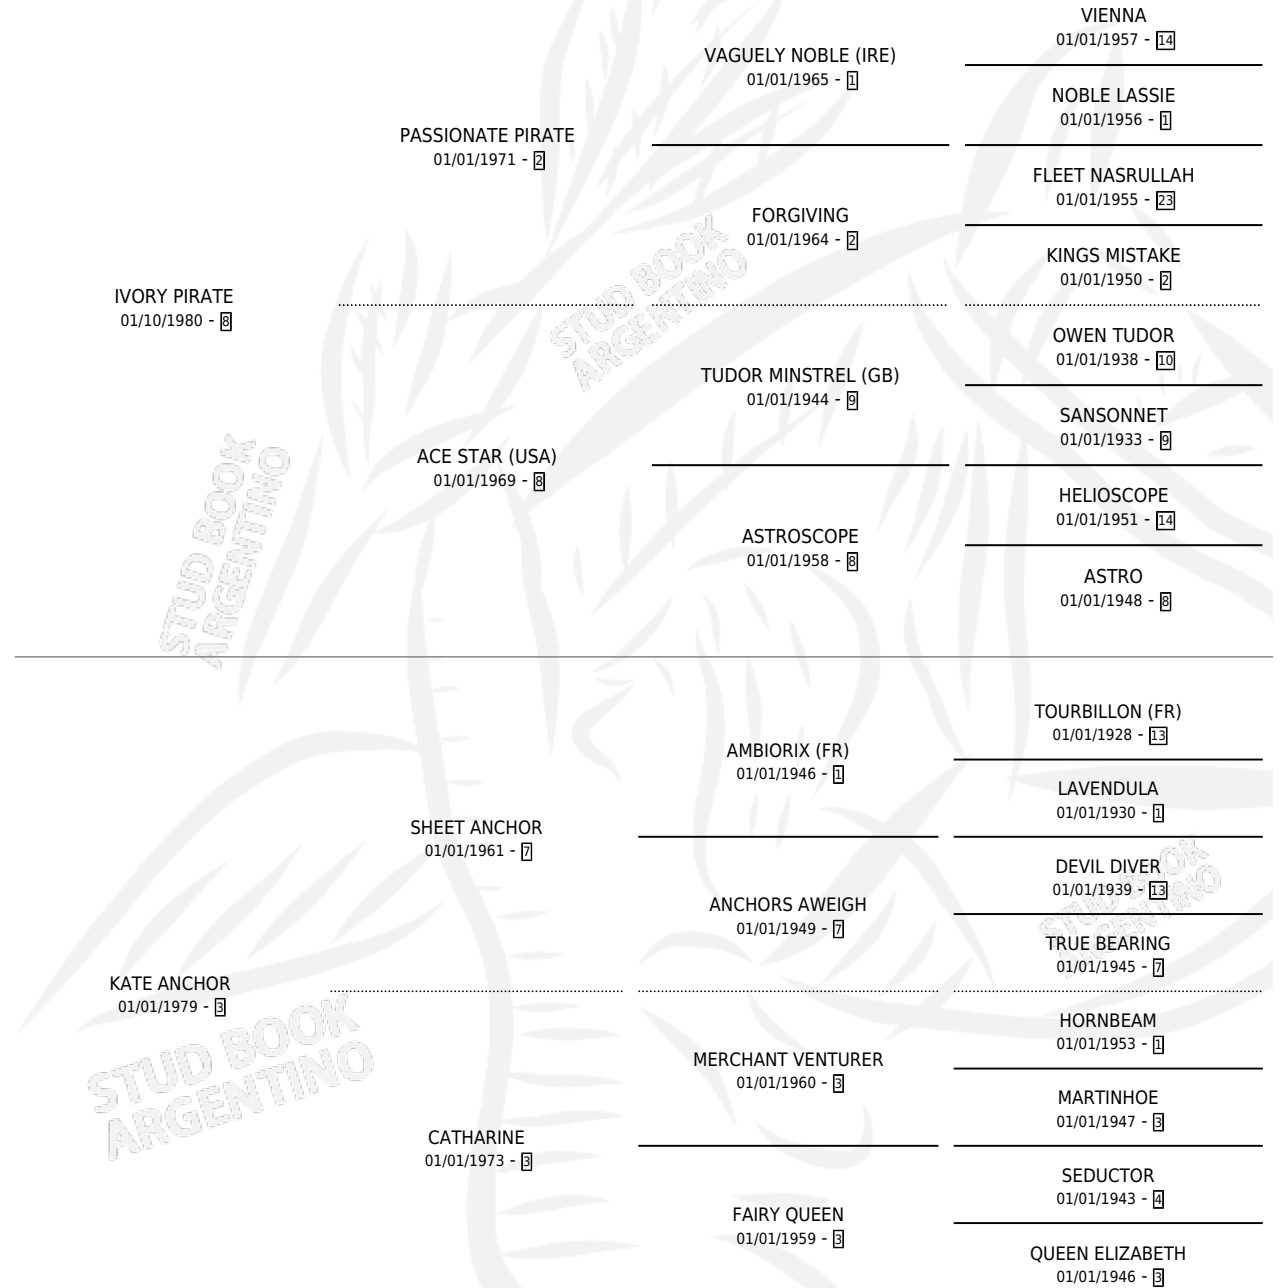 VIENNA
01/01/1957 - 14
VAGUELY NOBLE (IRE)
01/01/1965 - 1
NOBLE LASSIE
01/01/1956 - 1
PASSIONATE PIRATE
01/01/1971 - 2
FLEET NASRULLAH
01/01/1955 - 23
FORGIVING
01/01/1964 - 2
KINGS MISTAKE
01/01/1950 - 2
IVORY PIRATE
01/10/1980 - 8
OWEN TUDOR
01/01/1938 - 10
TUDOR MINSTREL (GB)
01/01/1944 - 9
SANSONNET
01/01/1933 - 9
ACE STAR (USA)
01/01/1969 - 8
HELIOSCOPE
01/01/1951 - 14
ASTROSCOPE
01/01/1958 - 8
ASTRO
01/01/1948 - 8
TOURBILLON (FR)
01/01/1928 - 13
AMBIORIX (FR)
01/01/1946 - 1
LAVENDULA
01/01/1930 - 1
SHEET ANCHOR
01/01/1961 - 7
DEVIL DIVER
01/01/1939 - 13
ANCHORS AWEIGH
01/01/1949 - 7
TRUE BEARING
01/01/1945 - 7
KATE ANCHOR
01/01/1979 - 3
HORNBEAM
01/01/1953 - 1
MERCHANT VENTURER
01/01/1960 - 3
MARTINHOE
01/01/1947 - 3
CATHARINE
01/01/1973 - 3
SEDUCTOR
01/01/1943 - 4
FAIRY QUEEN
01/01/1959 - 3
QUEEN ELIZABETH
01/01/1946 - 3
STUD BOOK
ARGENTINO
STUD BOOK
ARGENTINO
STUD BOOK
ARGENTINO
STUD BOOK
ARGENTINO